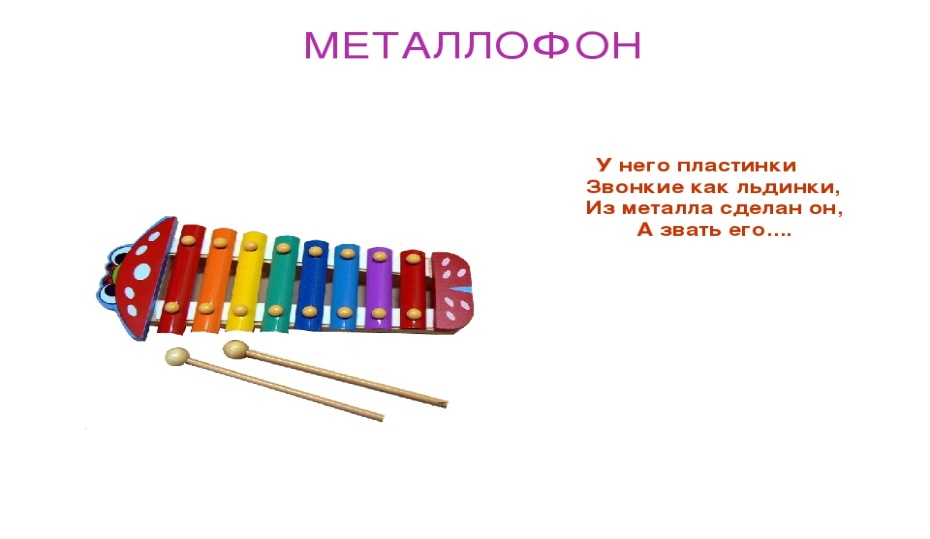 МЕТАЛЛОФОН
У него пластинки
Звонкие как льдинки,
Из металла сделан он,
А звать его....